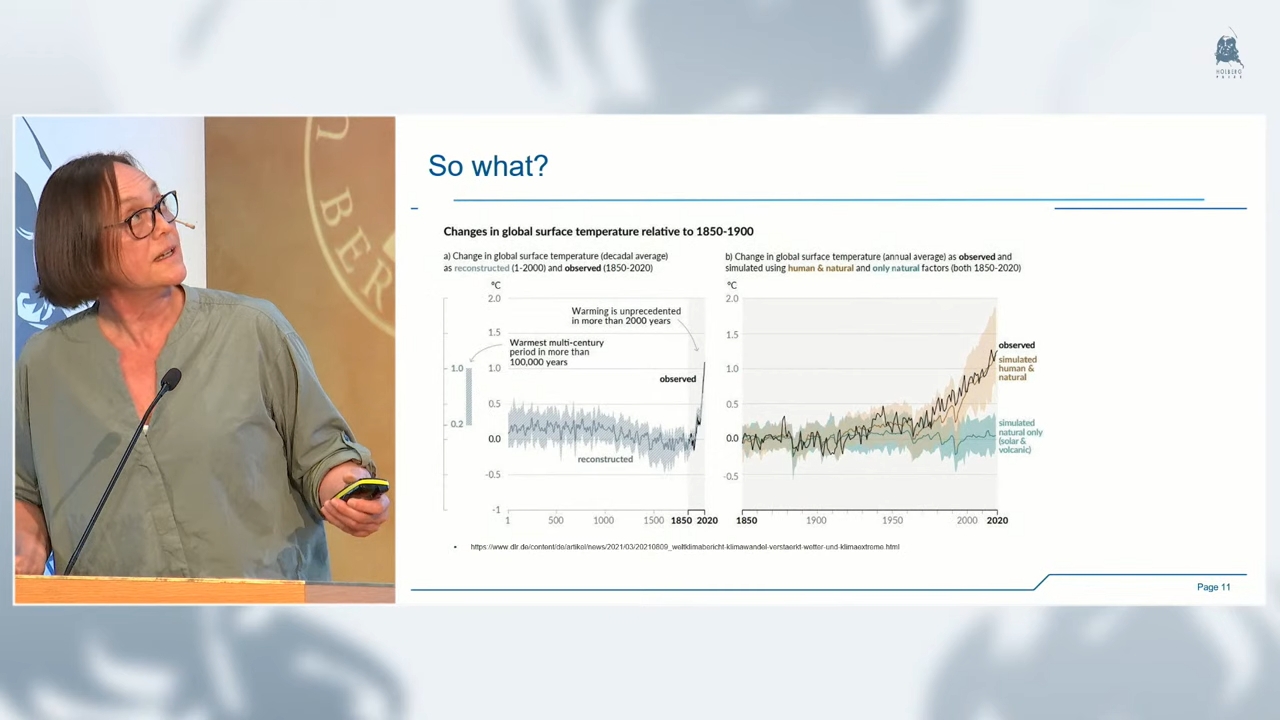 HOLBERG
PRIZE
BER
So what?
Changes in global surface temperature relative to 1850-1900
a) Change in global surface temperature (decadal average)
as reconstructed (1-2000) and observed (1850-2020)
°C
2.0
1.5
1.0
0.5
0.0
-0.5
-1
1.0
0.2
Warming is unprecedented
in more than 2000 years
Warmest multi-century
period in more than
100,000 years
observed
reconstructed
1 500 1000 1500 1850 2020
b) Change in global surface temperature (annual average) as observed and
simulated using human & natural and only natural factors (both 1850-2020)
°C
2.0
1.5
1.0
0.5
0.0
-0.5
observed
simulated
human &
natural
simulated
natural only
(solar &
volcanic)
1850 1900 1950 2000 2020
• https://www.dlr.de/content/de/artikel/news/2021/03/20210809_weltklimabericht-klimawandel-verstaerkt-wetter-und-klimaextreme.html
Page 11